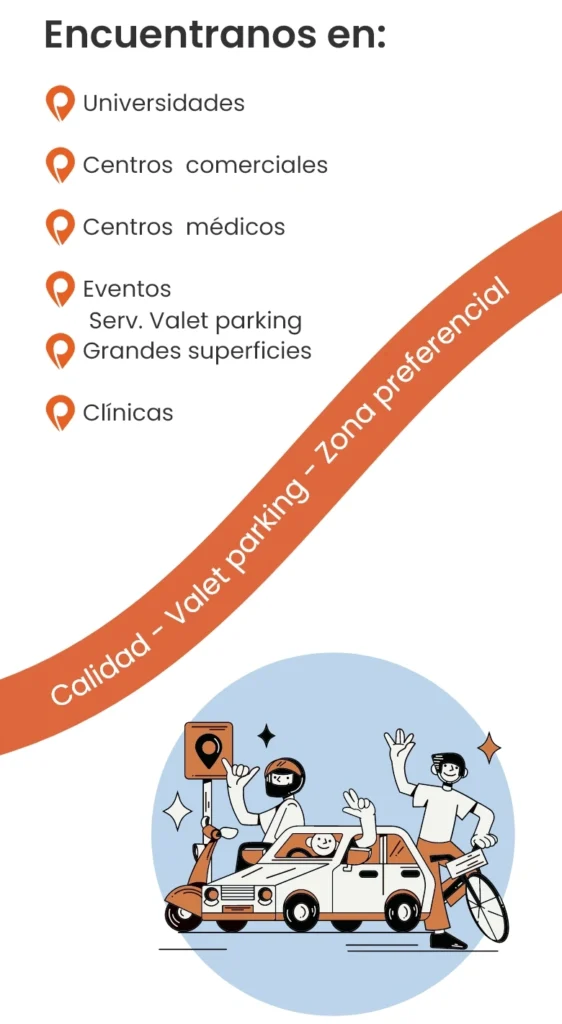 Encuentranos en:
Universidades
Centros comerciales
Centros médicos
Eventos
Serv. Valet parking
Grandes superficies
Clínicas
Calidad - Valet parking - Zona preferencial